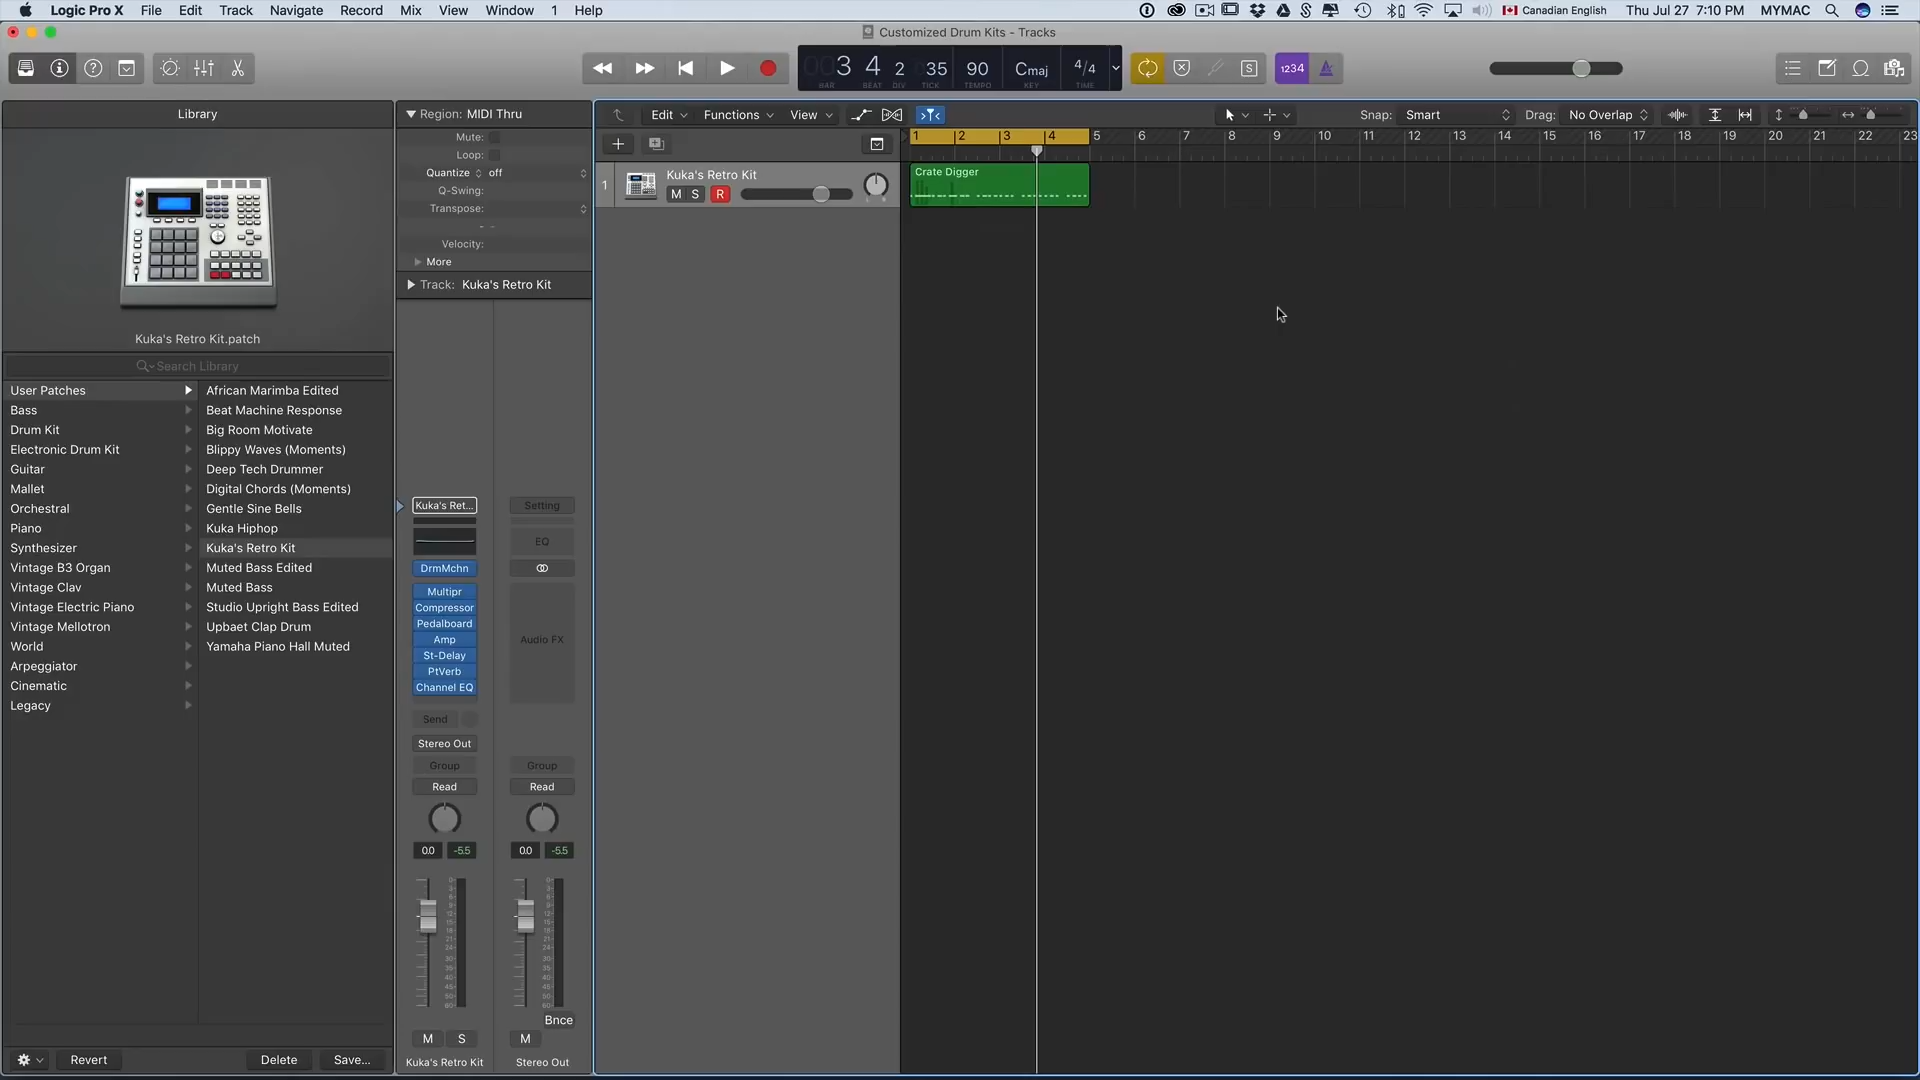 Logic Pro X File Edit Track Navigate Record Mix View Window 1 Help
Canadian English Thu Jul 27 7:10 PM MYMAC
Customized Drum Kits - Tracks
3 4 2 35 90 Cmaj 4/4
BAR BEAT DIV TICK TEMPO KEY TIME
S 1234
Library
Kuka's Retro Kit.patch
Search Library
User Patches
Bass
Drum Kit
Electronic Drum Kit
Guitar
Mallet
Orchestral
Piano
Synthesizer
Vintage B3 Organ
Vintage Clav
Vintage Electric Piano
Vintage Mellotron
World
Arpeggiator
Cinematic
Legacy
African Marimba Edited
Beat Machine Response
Big Room Motivate
Blippy Waves (Moments)
Deep Tech Drummer
Digital Chords (Moments)
Gentle Sine Bells
Kuka Hiphop
Kuka's Retro Kit
Muted Bass Edited
Muted Bass
Studio Upright Bass Edited
Upbaet Clap Drum
Yamaha Piano Hall Muted
Revert Delete Save...
Region: MIDI Thru
Mute:
Loop:
Quantize off
Q-Swing:
Transpose:
Velocity:
More
Track: Kuka's Retro Kit
Kuka's Ret...
DrmMchn
Multipr
Compressor
Pedalboard
Amp
St-Delay
PtVerb
Channel EQ
Send
Stereo Out
Group
Read
0.0 -5.5
M S
Kuka's Retro Kit
Setting
EQ
Audio FX
Group
Read
0.0 -5.5
Bnce
M
Stereo Out
Edit Functions View
Snap: Smart Drag: No Overlap
1 2 3 4 5 6 7 8 9 10 11 12 13 14 15 16 17 18 19 20 21 22 23
1 Kuka's Retro Kit
M S R
Crate Digger